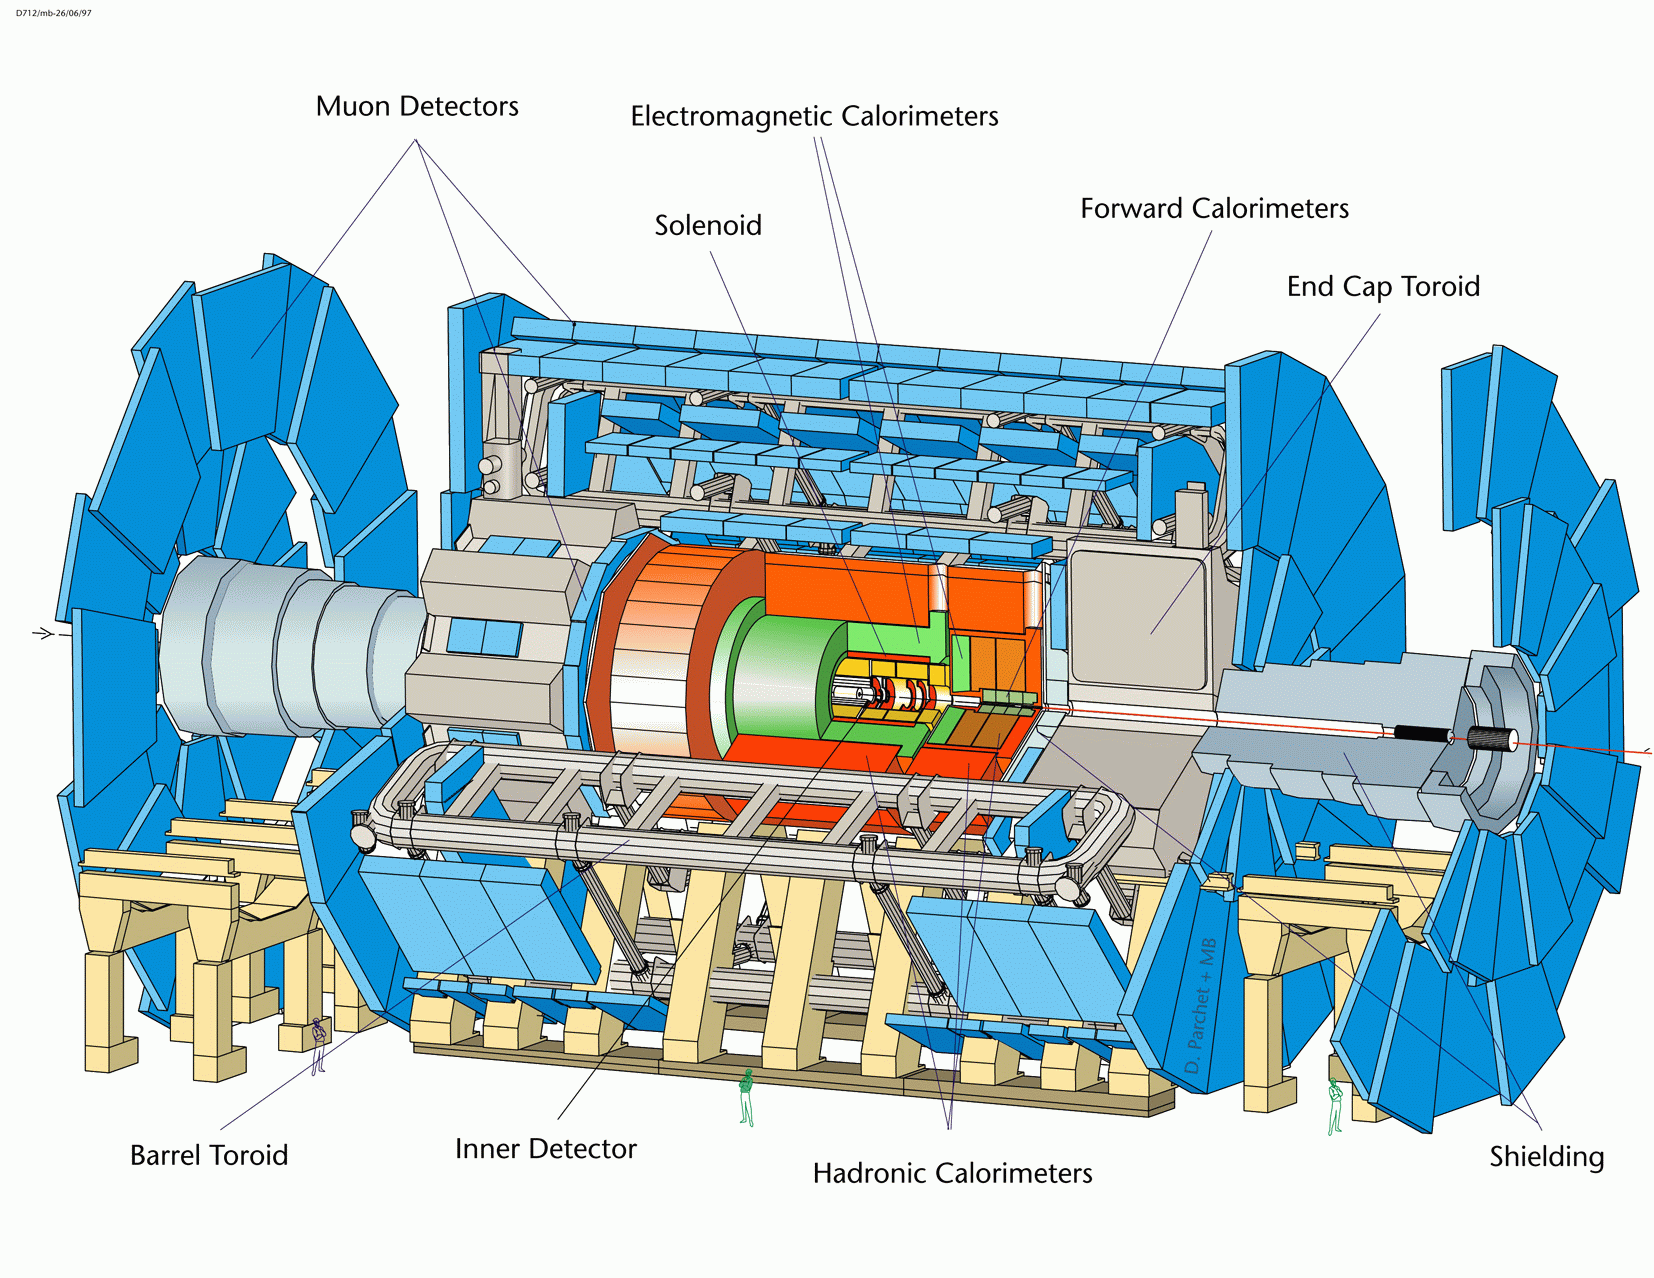 D712/mb-26/06/97
Muon Detectors
Electromagnetic Calorimeters
Solenoid
Forward Calorimeters
End Cap Toroid
D. Parchet + MB
Barrel Toroid
Inner Detector
Hadronic Calorimeters
Shielding